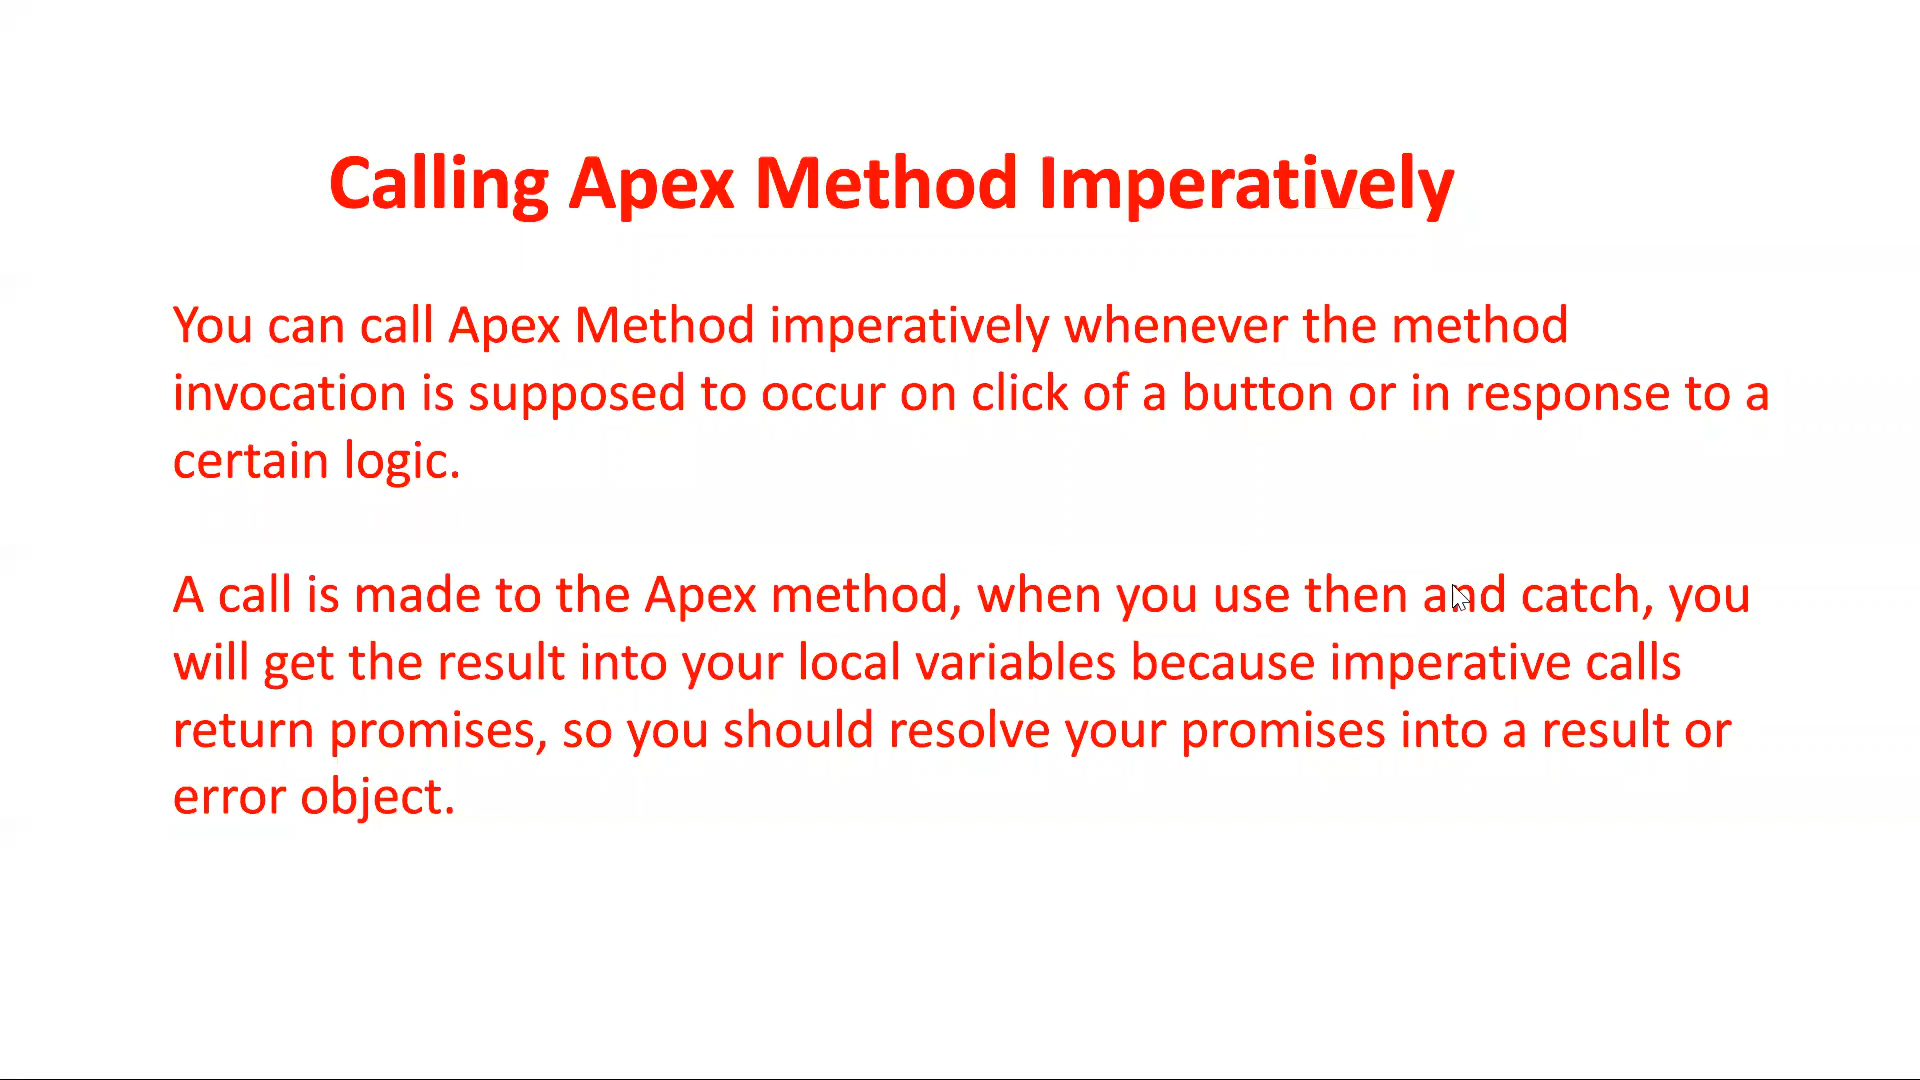 Calling Apex Method Imperatively
You can call Apex Method imperatively whenever the method
invocation is supposed to occur on click of a button or in response to a
certain logic.
A call is made to the Apex method, when you use then and catch, you
will get the result into your local variables because imperative calls
return promises, so you should resolve your promises into a result or
error object.